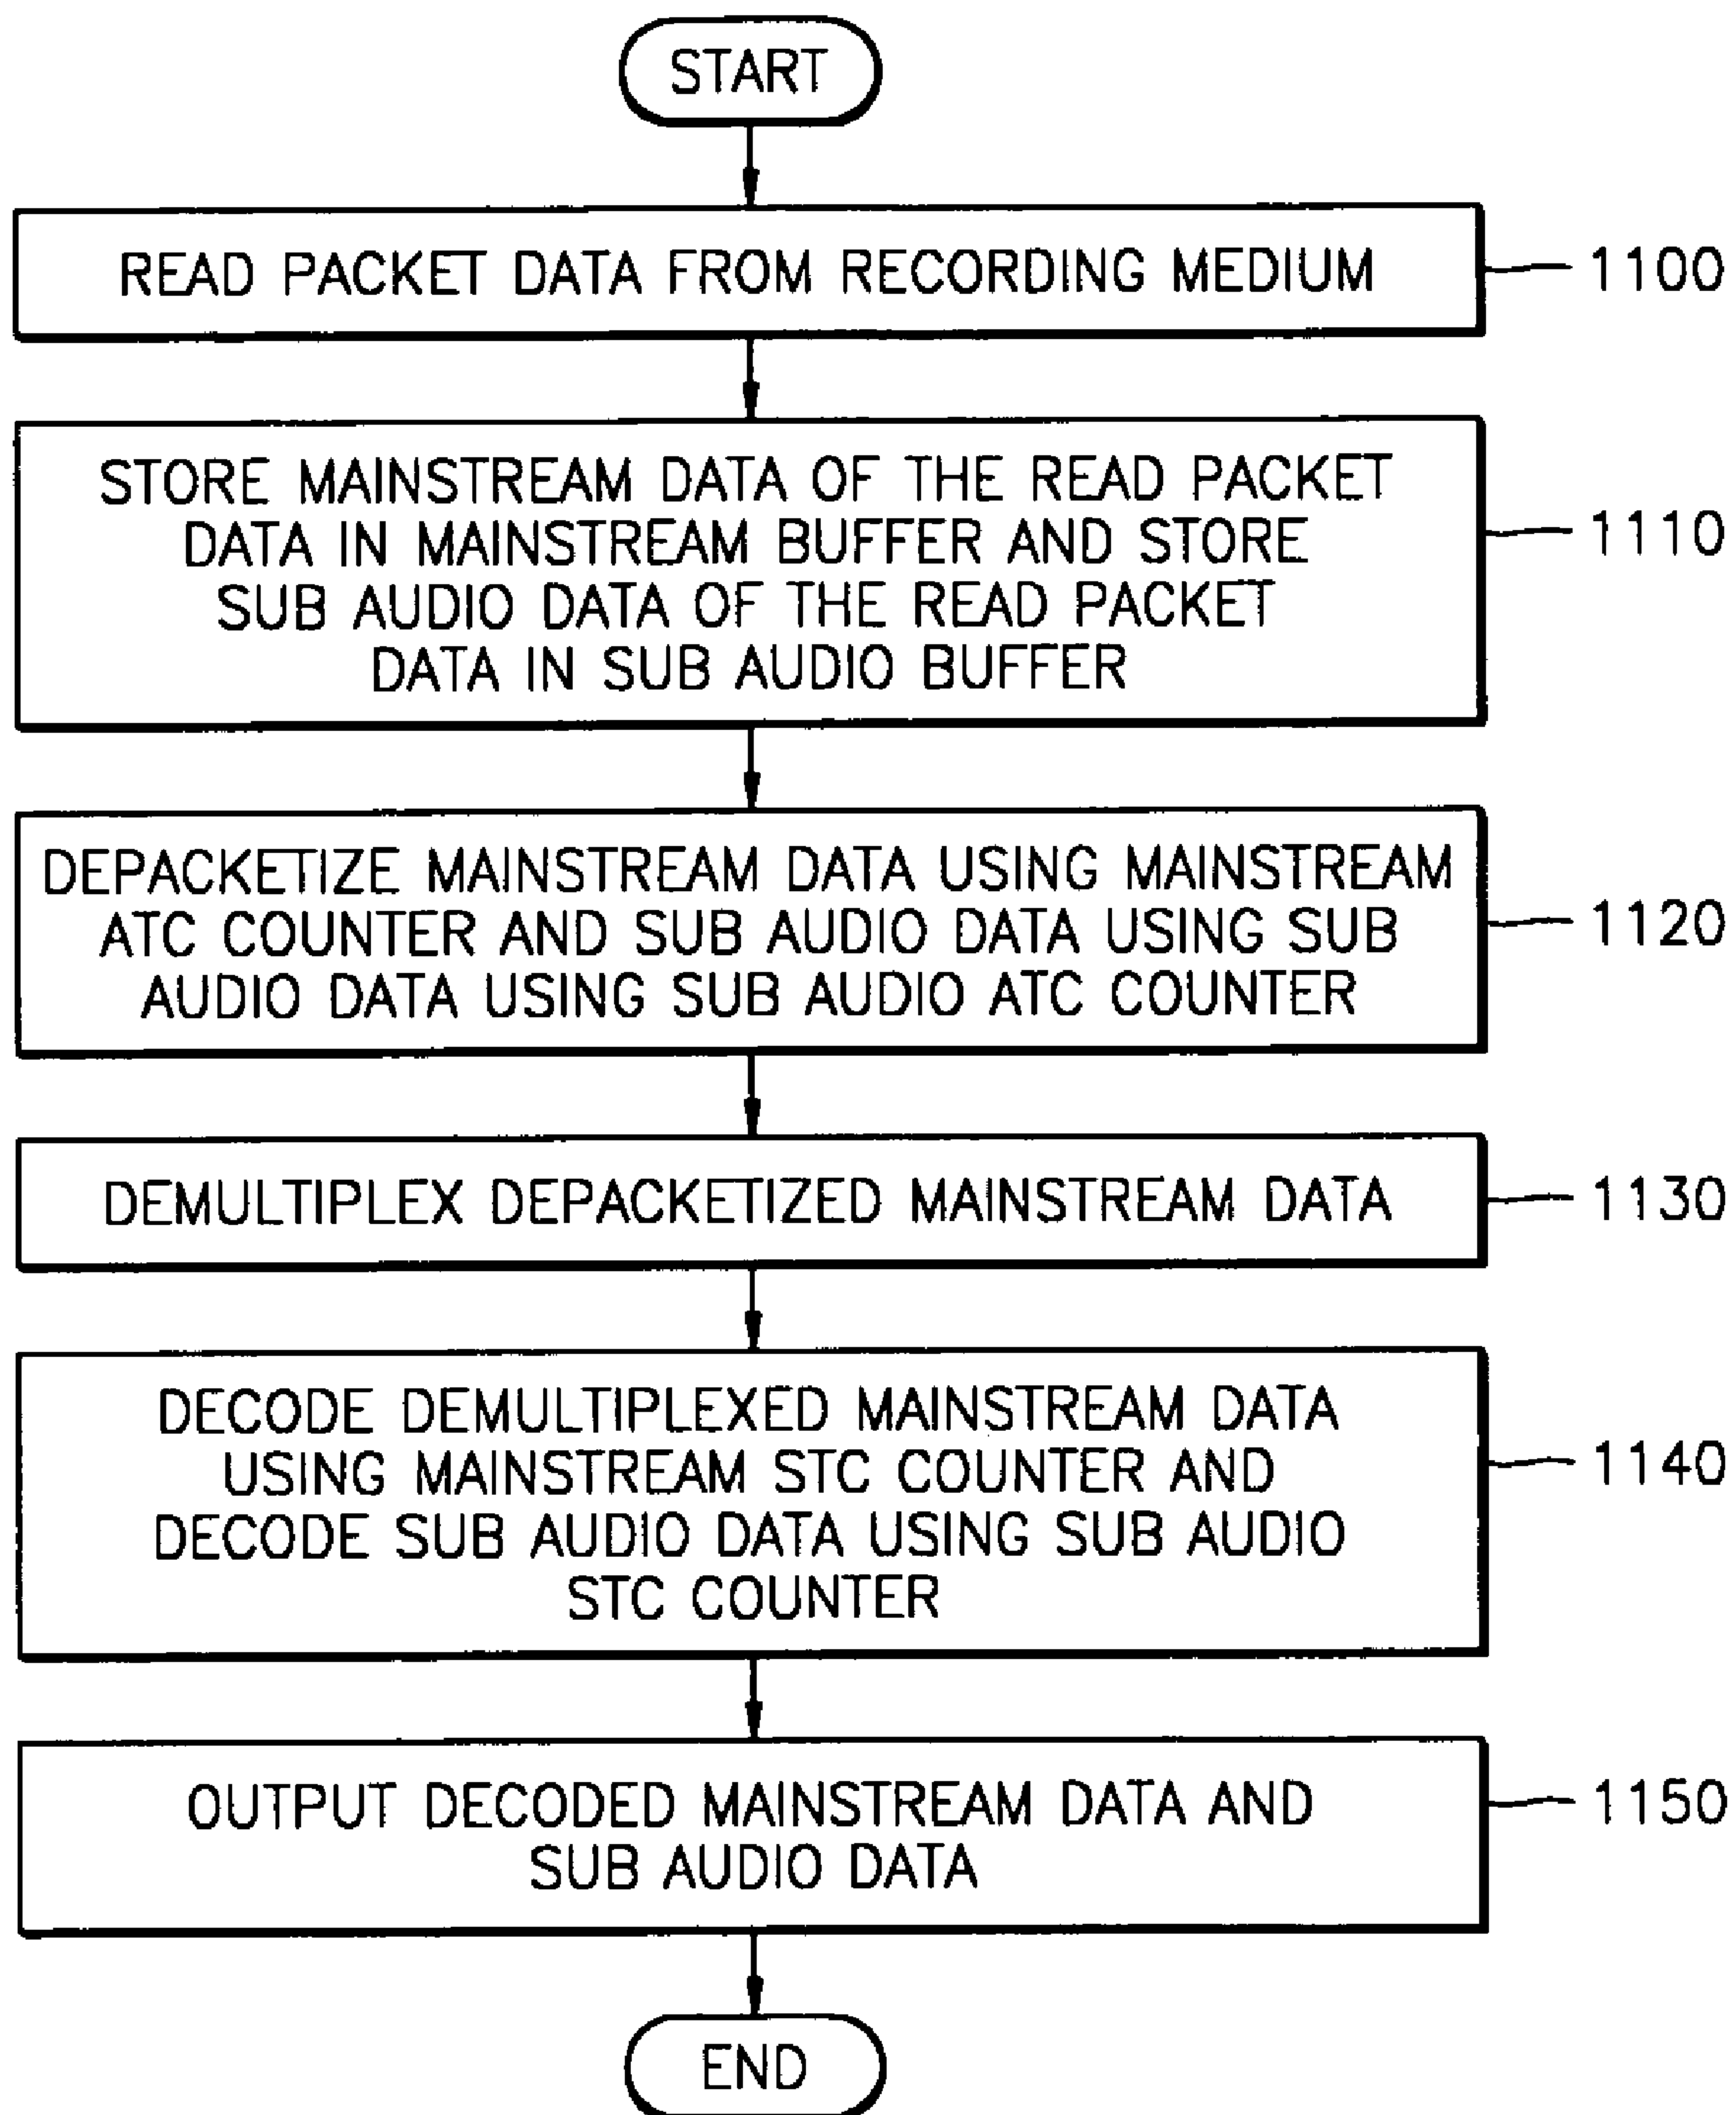 START
READ PACKET DATA FROM RECORDING MEDIUM
1100
STORE MAINSTREAM DATA OF THE READ PACKET
DATA IN MAINSTREAM BUFFER AND STORE
SUB AUDIO DATA OF THE READ PACKET
DATA IN SUB AUDIO BUFFER
1110
DEPACKETIZE MAINSTREAM DATA USING MAINSTREAM
ATC COUNTER AND SUB AUDIO DATA USING SUB
AUDIO DATA USING SUB AUDIO ATC COUNTER
1120
DEMULTIPLEX DEPACKETIZED MAINSTREAM DATA
1130
DECODE DEMULTIPLEXED MAINSTREAM DATA
USING MAINSTREAM STC COUNTER AND
DECODE SUB AUDIO DATA USING SUB AUDIO
STC COUNTER
1140
OUTPUT DECODED MAINSTREAM DATA AND
SUB AUDIO DATA
1150
END